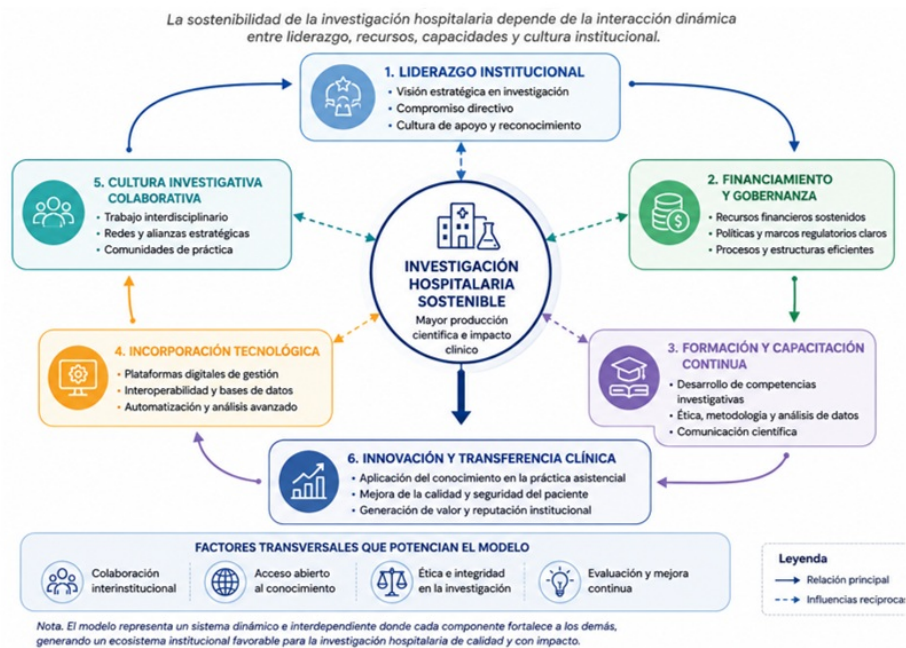 La sostenibilidad de la investigación hospitalaria depende de la interacción dinámica
entre liderazgo, recursos, capacidades y cultura institucional.
1. LIDERAZGO INSTITUCIONAL
• Visión estratégica en investigación
• Compromiso directivo
• Cultura de apoyo y reconocimiento
2. FINANCIAMIENTO
Y GOBERNANZA
• Recursos financieros sostenidos
• Políticas y marcos regulatorios claros
• Procesos y estructuras eficientes
3. FORMACIÓN Y CAPACITACIÓN
CONTINUA
• Desarrollo de competencias
investigativas
• Ética, metodología y análisis de datos
• Comunicación científica
6. INNOVACIÓN Y TRANSFERENCIA CLÍNICA
• Aplicación del conocimiento en la práctica asistencial
• Mejora de la calidad y seguridad del paciente
• Generación de valor y reputación institucional
4. INCORPORACIÓN TECNOLÓGICA
• Plataformas digitales de gestión
• Interoperabilidad y bases de datos
• Automatización y análisis avanzado
5. CULTURA INVESTIGATIVA
COLABORATIVA
• Trabajo interdisciplinario
• Redes y alianzas estratégicas
• Comunidades de práctica
INVESTIGACIÓN
HOSPITALARIA
SOSTENIBLE
Mayor producción
científica e impacto
clínico
FACTORES TRANSVERSALES QUE POTENCIAN EL MODELO
Colaboración
interinstitucional
Acceso abierto
al conocimiento
Ética e integridad
en la investigación
Evaluación y mejora
continua
Leyenda
Relación principal
Influencias recíprocas
Nota. El modelo representa un sistema dinámico e interdependiente donde cada componente fortalece a los demás,
generando un ecosistema institucional favorable para la investigación hospitalaria de calidad y con impacto.